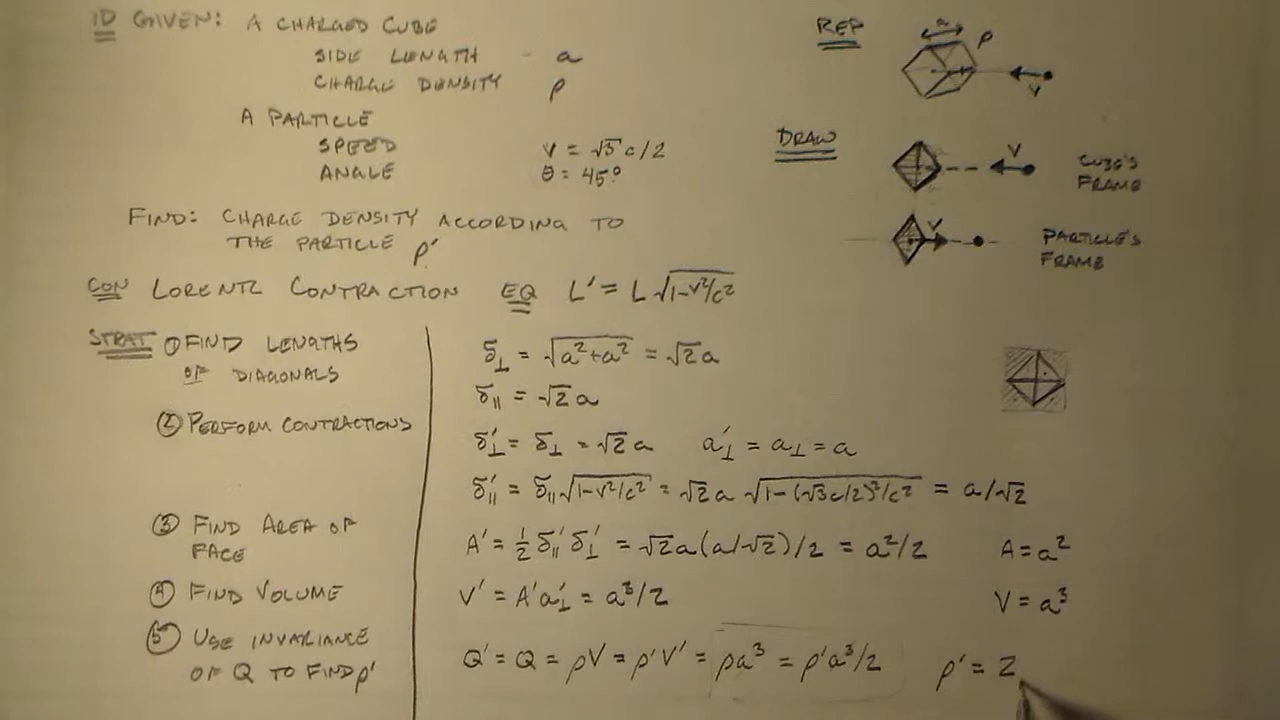 ID GIVEN: A CHARGED CUBE
SIDE LENGTH - a
CHARGE DENSITY ρ
A PARTICLE
SPEED V = √3 c/2
ANGLE θ = 45°
FIND: CHARGE DENSITY ACCORDING TO
THE PARTICLE ρ'
CON LORENTZ CONTRACTION EQ L' = L √1-V²/c²
REP
a
ρ
V
DRAW
V
CUBE'S
FRAME
V
PARTICLE'S
FRAME
STRAT ① FIND LENGTHS
OF DIAGONALS
② PERFORM CONTRACTIONS
③ FIND AREA OF
FACE
④ FIND VOLUME
⑤ USE INVARIANCE
OF Q TO FIND ρ'
δ⊥ = √a²+a² = √2 a
δ∥ = √2 a
δ'⊥ = δ⊥ = √2 a a'⊥ = a⊥ = a
δ'∥ = δ∥ √1-V²/c² = √2 a √1-(√3c/2)²/c² = a/√2
A' = ½ δ'∥ δ'⊥ = √2 a (a/√2)/2 = a²/2 A = a²
V' = A'a'⊥ = a³/2 V = a³
Q' = Q = ρV = ρ'V' = ρa³ = ρ'a³/2 ρ' = 2